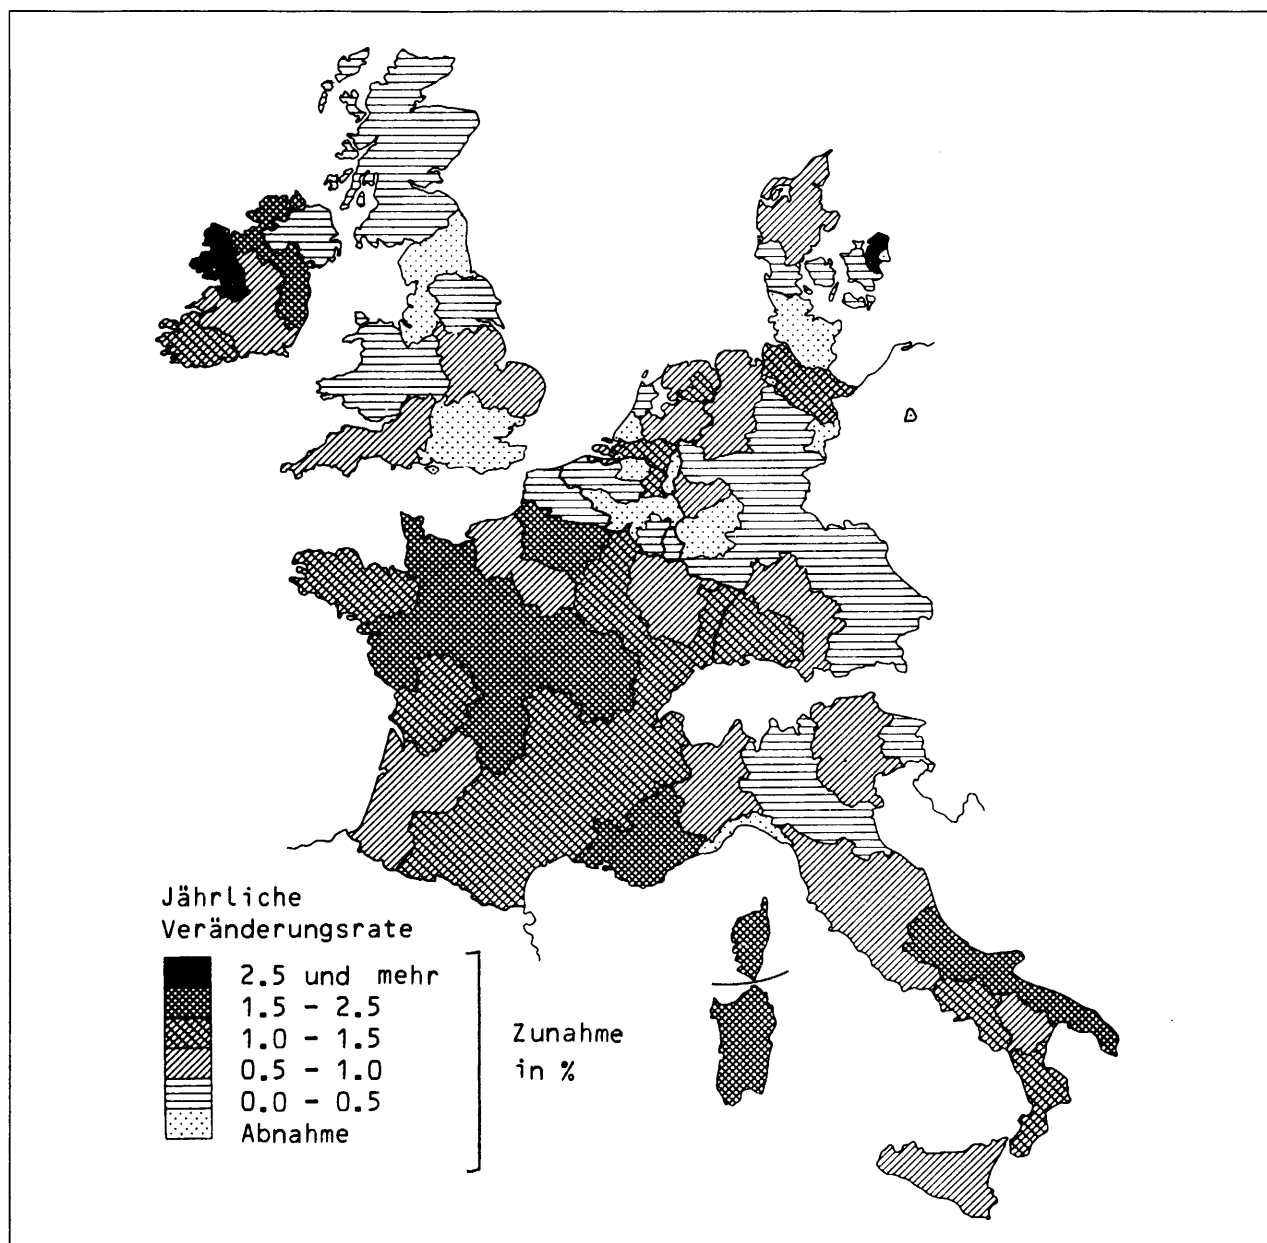 Jährliche
Veränderungsrate
2.5 und mehr
1.5 - 2.5
1.0 - 1.5
0.5 - 1.0
0.0 - 0.5
Abnahme
Zunahme
in %